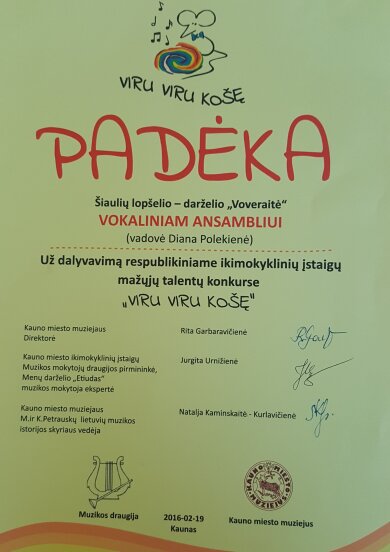 VIRU VIRU KOŠĘ
PADĖKA
Šiaulių lopšelio – darželio „Voveraitė“
VOKALINIAM ANSAMBLIUI
(vadovė Diana Polekienė)
Už dalyvavimą respublikiniame ikimokyklinių įstaigų
mažųjų talentų konkurse
„VIRU VIRU KOŠĘ“
Kauno miesto muziejaus
Direktorė
Rita Garbaravičienė
Kauno miesto ikimokyklinių įstaigų
Muzikos mokytojų draugijos pirmininkė,
Menų darželio „Etiudas“
muzikos mokytoja ekspertė
Jurgita Urnižienė
Kauno miesto muziejaus
M.ir K.Petrauskų lietuvių muzikos
istorijos skyriaus vedėja
Natalja Kaminskaitė - Kurlavičienė
KAUNO MIESTO
MUZIEJUS
Muzikos draugija
2016-02-19
Kaunas
Kauno miesto muziejus